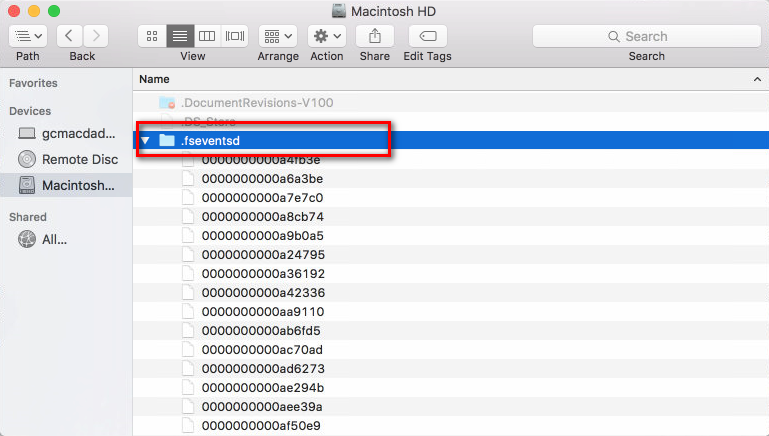 Macintosh HD
Path Back View Arrange Action Share Edit Tags Search
Search
Name
Favorites
Devices
gcmacdad...
Remote Disc
Macintosh...
Shared
All...
.DocumentRevisions-V100
.DS_Store
.fseventsd
0000000000a4fb3e
0000000000a6a3be
0000000000a7e7c0
0000000000a8cb74
0000000000a9b0a5
0000000000a24795
0000000000a36192
0000000000a42336
0000000000aa9110
0000000000ab6fd5
0000000000ac70ad
0000000000ad6273
0000000000ae294b
0000000000aee39a
0000000000af50e9